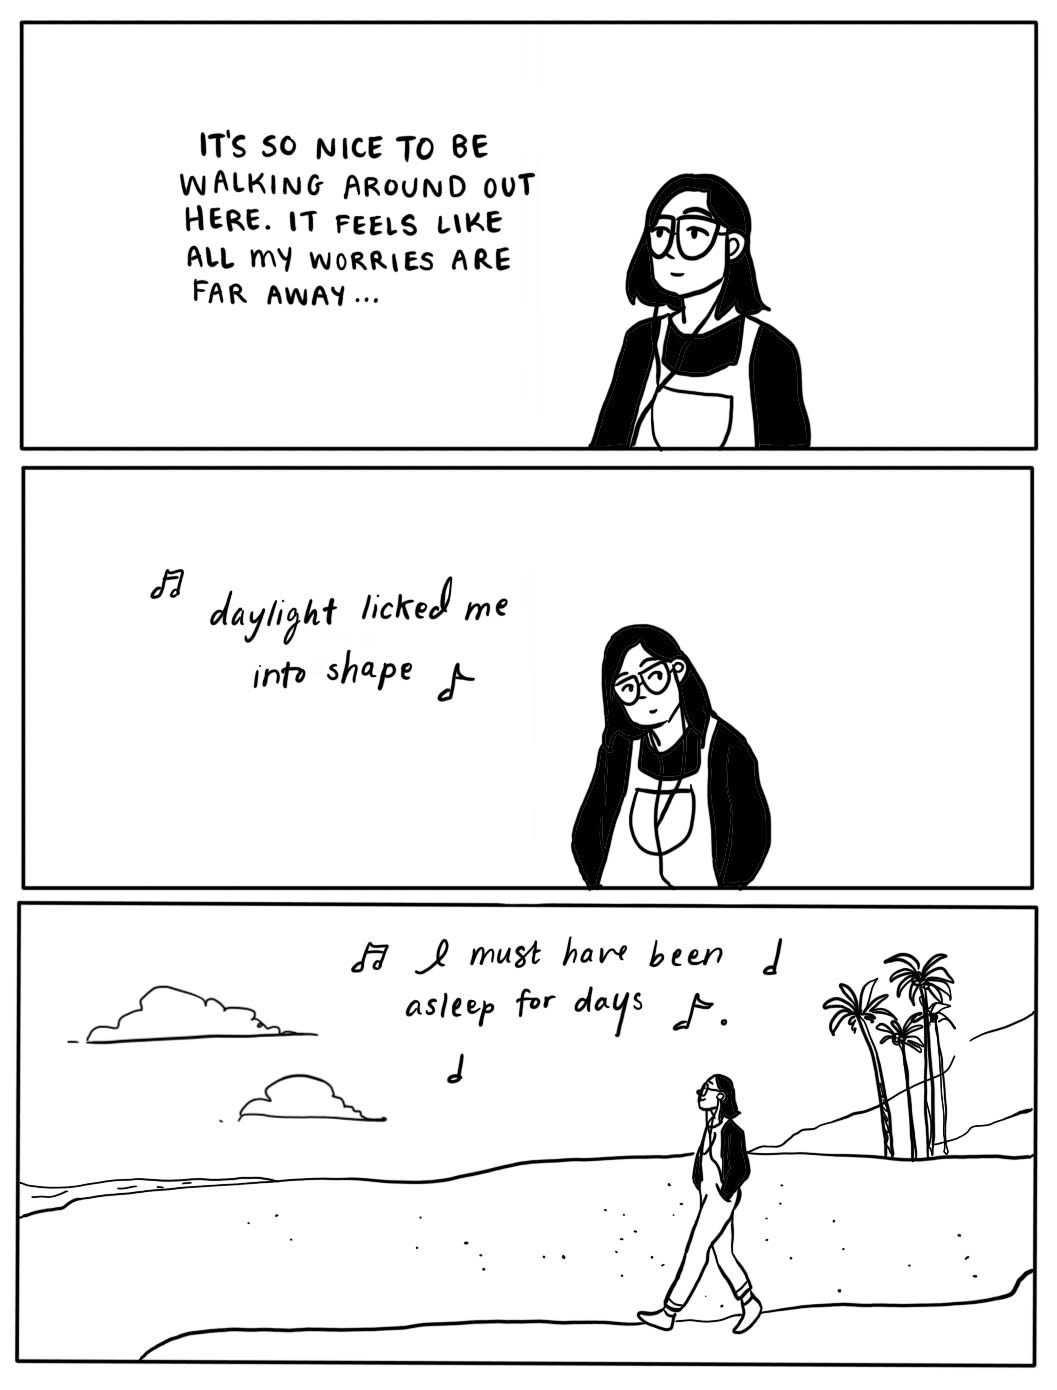 IT'S SO NICE TO BE
WALKING AROUND OUT
HERE. IT FEELS LIKE
ALL MY WORRIES ARE
FAR AWAY...
daylight licked me
into shape
I must have been
asleep for days.